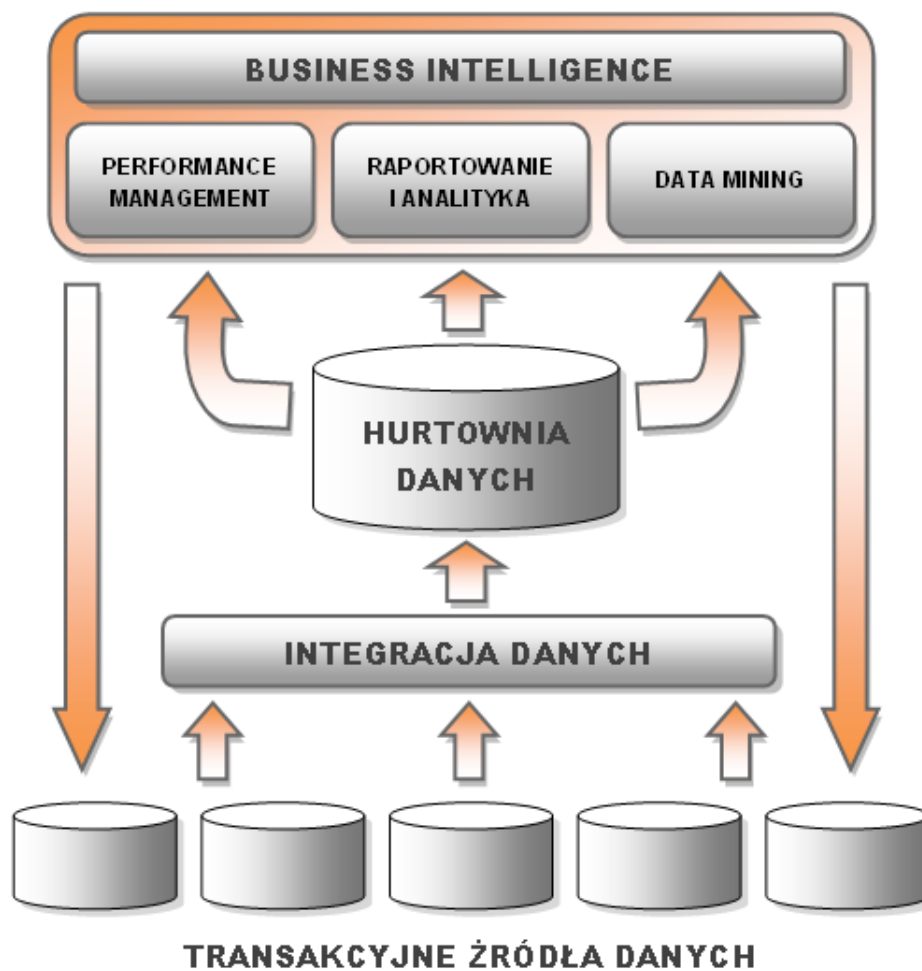 BUSINESS INTELLIGENCE
PERFORMANCE
MANAGEMENT
RAPORTOWANIE
I ANALITYKA
DATA MINING
HURTOWNIA
DANYCH
INTEGRACJA DANYCH
TRANSAKCYJNE ŹRÓDŁA DANYCH